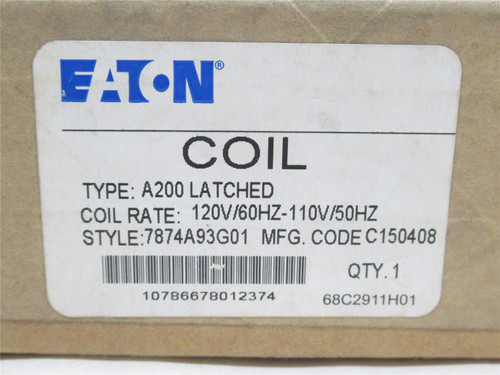 EATON®
COIL
TYPE: A200 LATCHED
COIL RATE: 120V/60HZ-110V/50HZ
STYLE:7874A93G01 MFG. CODE C150408
QTY.1
10786678012374
68C2911H01